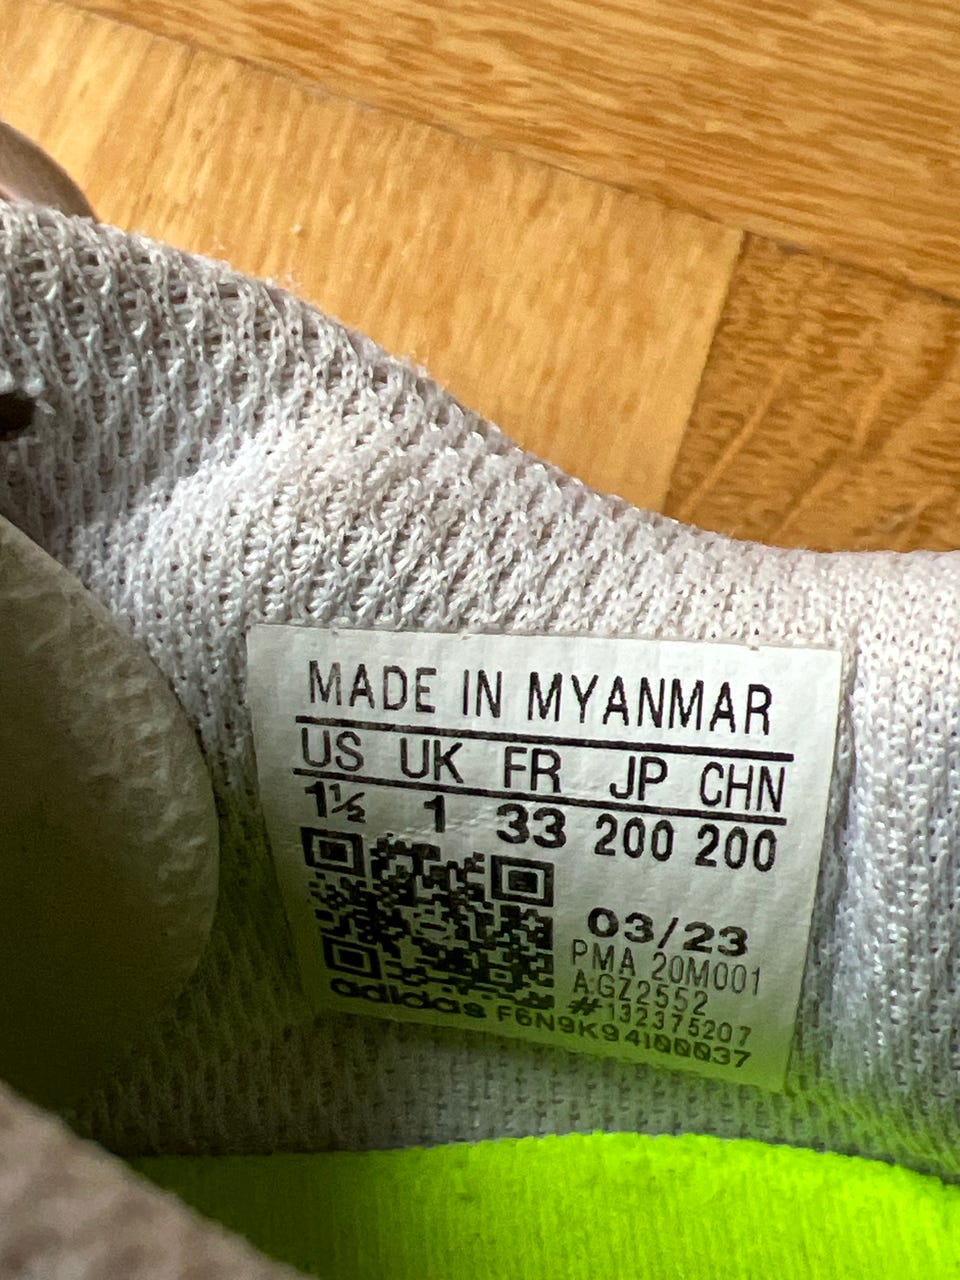 MADE IN MYANMAR
US UK FR JP CHN
1½ 1 33 200 200
03/23
PMA 20M001
AGZ2552
#132375207
adidas F6N9K94I00037